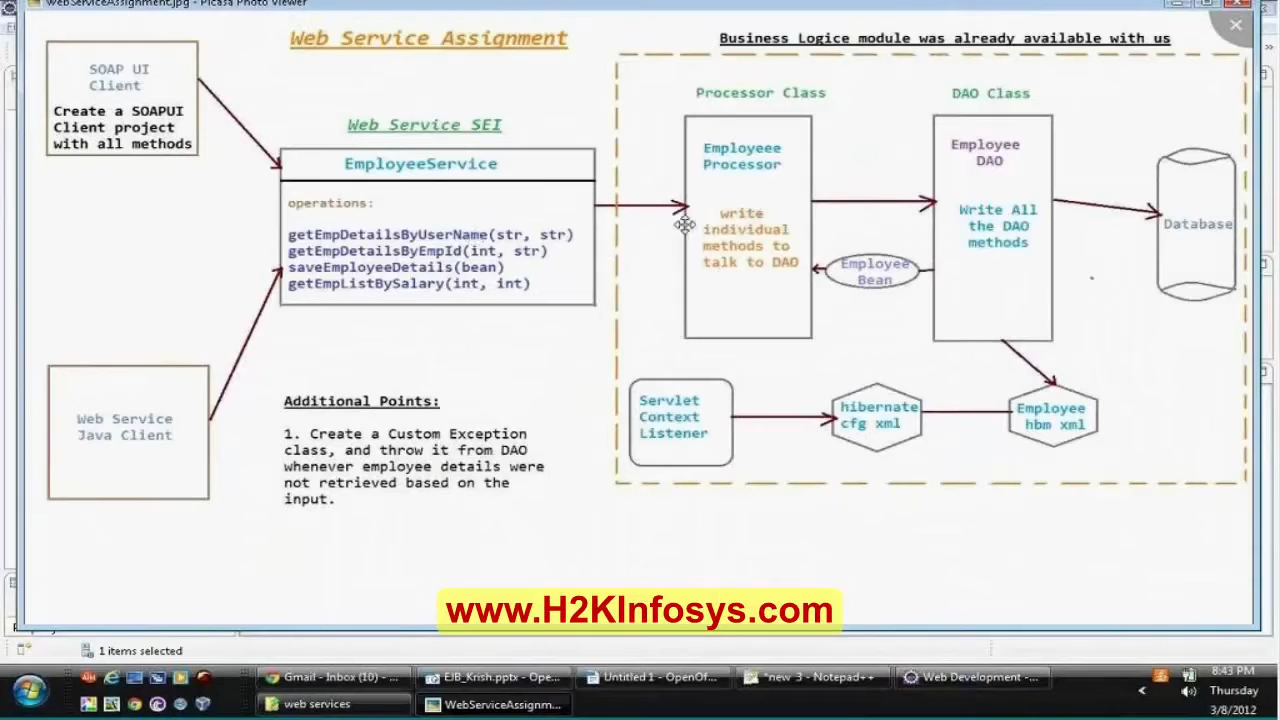 WebServiceAssignment.jpg - Picasa Photo Viewer
Web Service Assignment
Business Logice module was already available with us
SOAP UI
Client
Create a SOAPUI
Client project
with all methods
Web Service SEI
EmployeeService
operations:
getEmpDetailsByUserName(str, str)
getEmpDetailsByEmpId(int, str)
saveEmployeeDetails(bean)
getEmpListBySalary(int, int)
Processor Class
Employeee
Processor
write
individual
methods to
talk to DAO
DAO Class
Employee
DAO
Write All
the DAO
methods
Database
Employee
Bean
Web Service
Java Client
Additional Points:
1. Create a Custom Exception
class, and throw it from DAO
whenever employee details were
not retrieved based on the
input.
Servlet
Context
Listener
hibernate
cfg xml
Employee
hbm xml
www.H2KInfosys.com
1 items selected
Gmail - Inbox (10) - ...
EJB_Krish.pptx - Ope...
Untitled 1 - OpenOf...
*new 3 - Notepad++
Web Development -...
web services
WebServiceAssignm...
8:43 PM
Thursday
3/8/2012